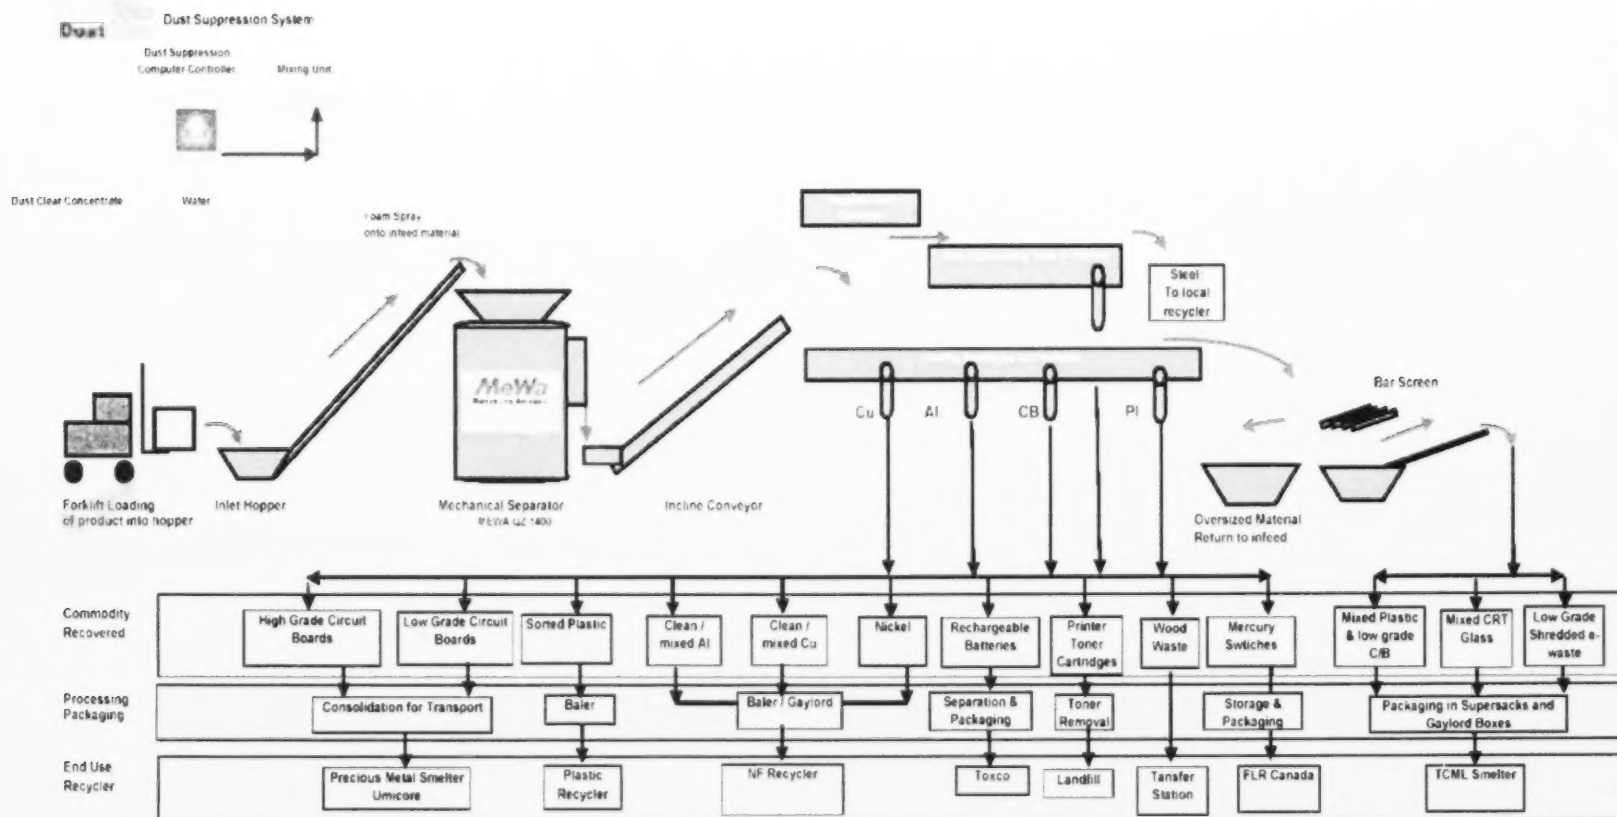 Dust
Dust Suppression System
Dust Suppression
Computer Controller
Mixing Unit
Dust Clear Concentrate
Water
Foam Spray
onto infeed material
Steel:
To local
recycler
MeWa
Cu
Al
CB
Pl
Bar Screen
Forklift Loading
of product into hopper
Inlet Hopper
Mechanical Separator
MEWA QZ 1400
Incline Conveyor
Oversized Material
Return to infeed
Commodity
Recovered
High Grade Circuit
Boards
Low Grade Circuit
Boards
Sorted Plastic
Clean /
mixed Al
Clean /
mixed Cu
Nickel
Rechargeable
Batteries
Printer
Toner
Cartridges
Wood
Waste
Mercury
Swtiches
Mixed Plastic
& low grade
C/B
Mixed CRT
Glass
Low Grade
Shredded e-
waste
Processing
Packaging
Consolidation for Transport
Baler
Baler / Gaylord
Separation &
Packaging
Toner
Removal
Storage &
Packaging
Packaging in Supersacks and
Gaylord Boxes
End Use
Recycler
Precious Metal Smelter
Umicore
Plastic
Recycler
NF Recycler
Toxco
Landfill
Tansfer
Station
FLR Canada
TCML Smelter